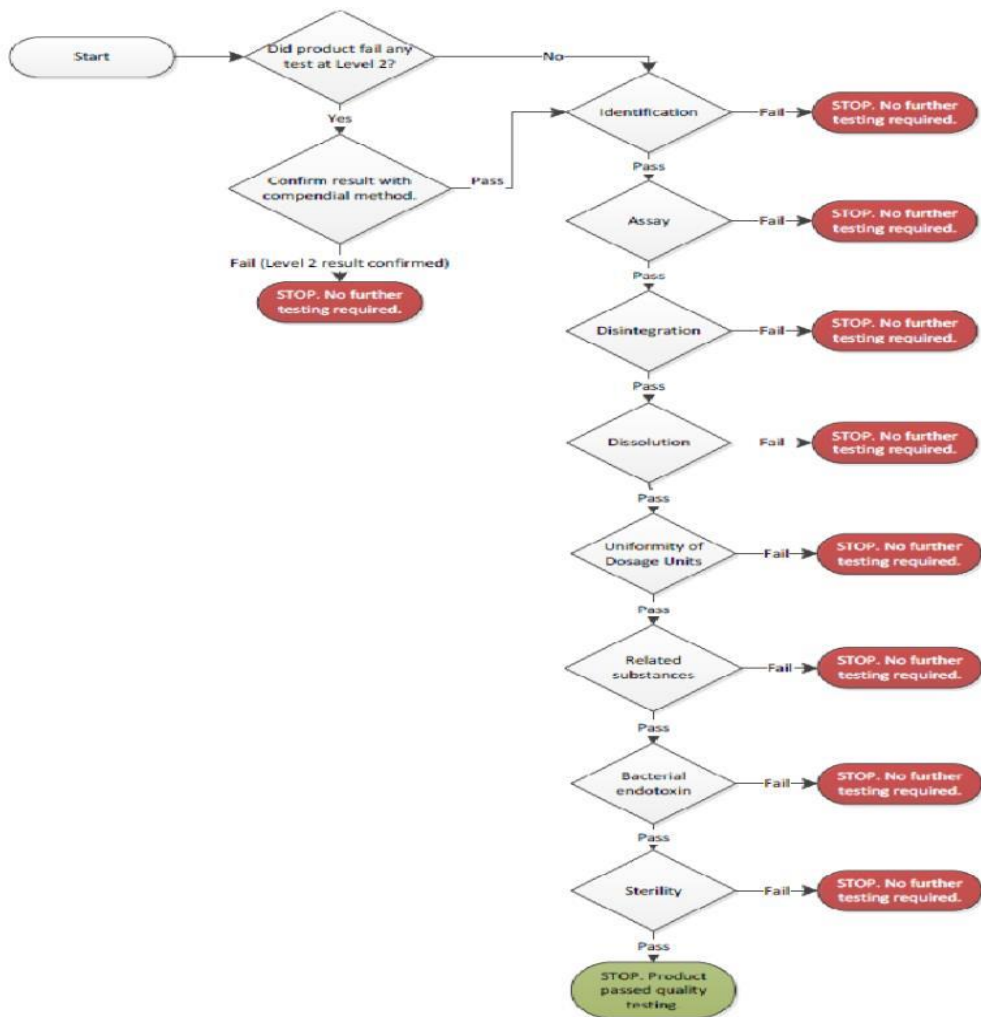 Start
Did product fail any
test at Level 2?
No
Yes
Confirm result with
compendial method.
Pass
Fail (Level 2 result confirmed)
STOP. No further
testing required.
Identification
Fail
STOP. No further
testing required.
Pass
Assay
Fail
STOP. No further
testing required.
Pass
Disintegration
Fail
STOP. No further
testing required.
Pass
Dissolution
Fail
STOP. No further
testing required.
Pass
Uniformity of
Dosage Units
Fail
STOP. No further
testing required.
Pass
Related
substances
Fail
STOP. No further
testing required.
Pass
Bacterial
endotoxin
Fail
STOP. No further
testing required.
Pass
Sterility
Fail
STOP. No further
testing required.
Pass
STOP. Product
passed quality
testing